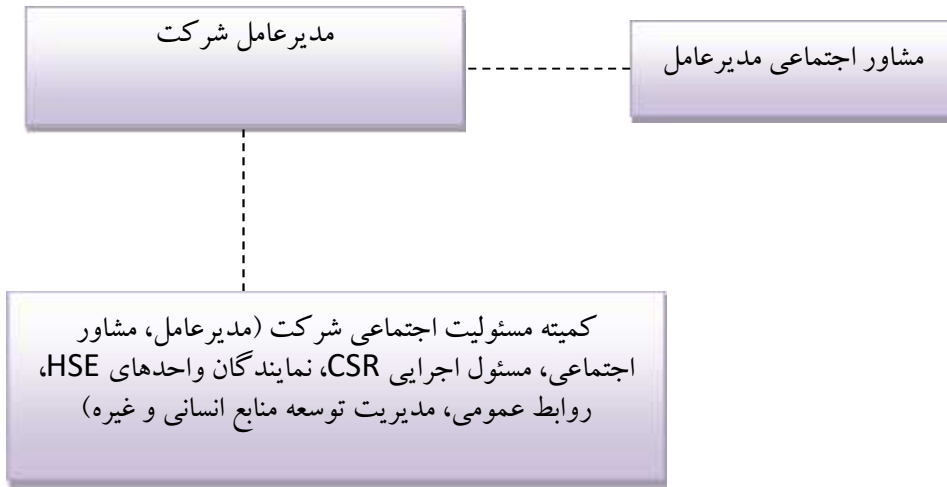 مدیرعامل شرکت
مشاور اجتماعی مدیرعامل
کمیته مسئولیت اجتماعی شرکت (مدیرعامل، مشاور
اجتماعی، مسئول اجرایی CSR، نمایندگان واحدهای HSE،
روابط عمومی، مدیریت توسعه منابع انسانی و غیره)